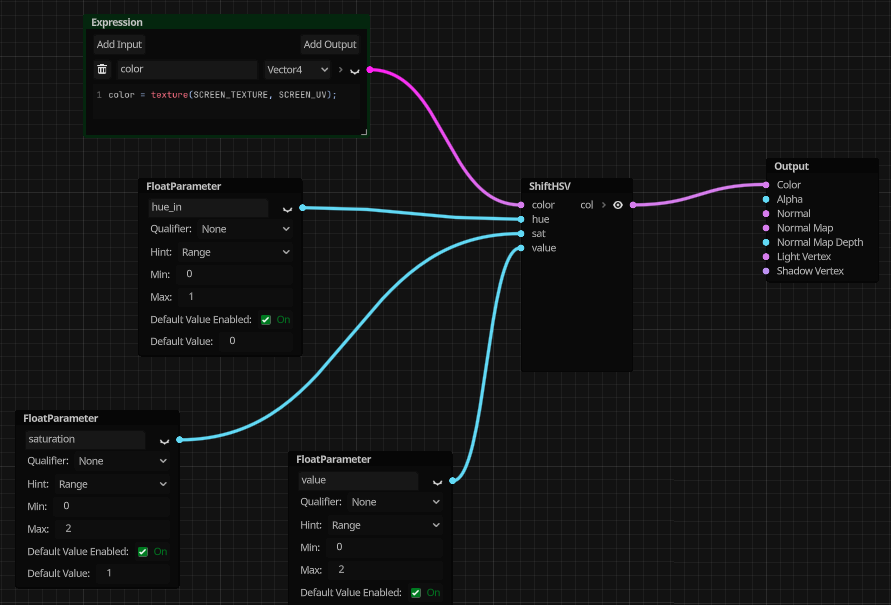 Expression
Add Input Add Output
color Vector4
1 color = texture(SCREEN_TEXTURE, SCREEN_UV);
FloatParameter
hue_in
Qualifier: None
Hint: Range
Min: 0
Max: 1
Default Value Enabled: On
Default Value: 0
ShiftHSV
color col
hue
sat
value
Output
Color
Alpha
Normal
Normal Map
Normal Map Depth
Light Vertex
Shadow Vertex
FloatParameter
saturation
Qualifier: None
Hint: Range
Min: 0
Max: 2
Default Value Enabled: On
Default Value: 1
FloatParameter
value
Qualifier: None
Hint: Range
Min: 0
Max: 2
Default Value Enabled: On